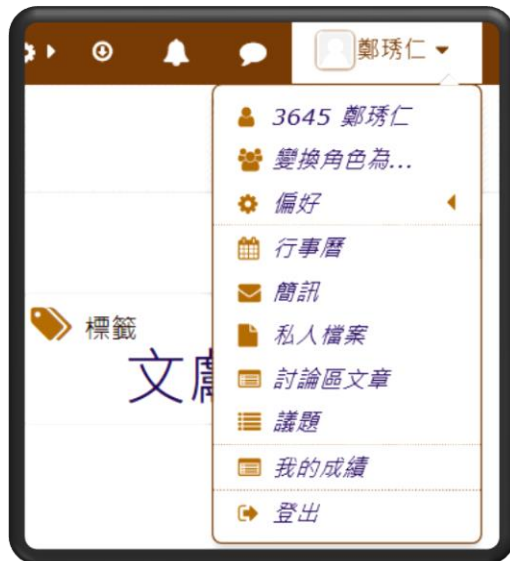 鄭琇仁
3645 鄭琇仁
變換角色為...
偏好
行事曆
簡訊
標籤
私人檔案
文
討論區文章
議題
我的成績
登出